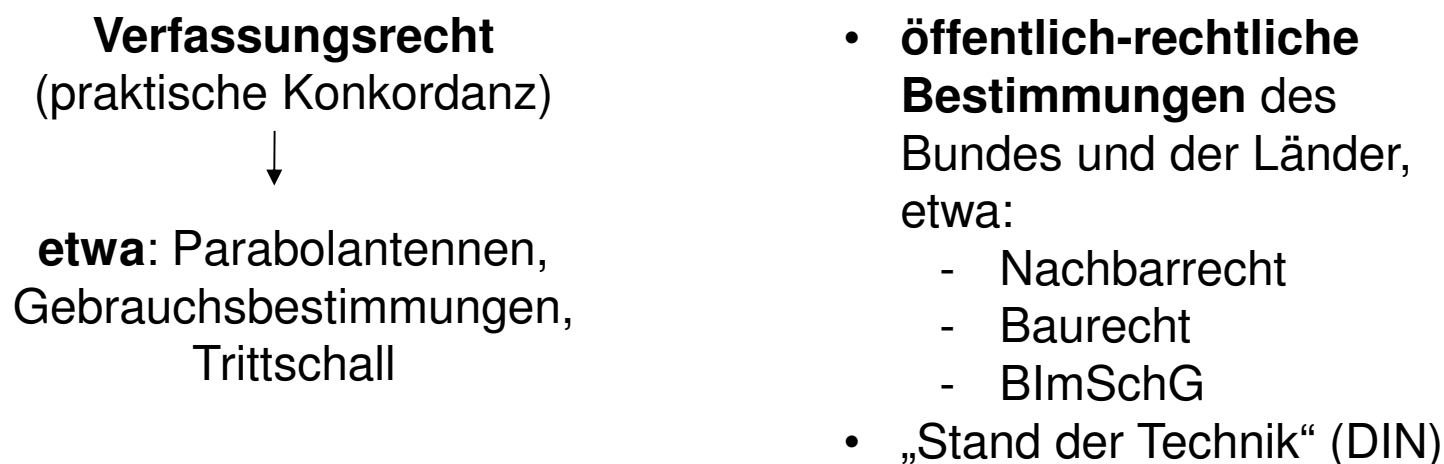 Verfassungsrecht
(praktische Konkordanz)
etwa: Parabolantennen,
Gebrauchsbestimmungen,
Trittschall
• öffentlich-rechtliche
Bestimmungen des
Bundes und der Länder,
etwa:
- Nachbarrecht
- Baurecht
- BImSchG
• „Stand der Technik“ (DIN)